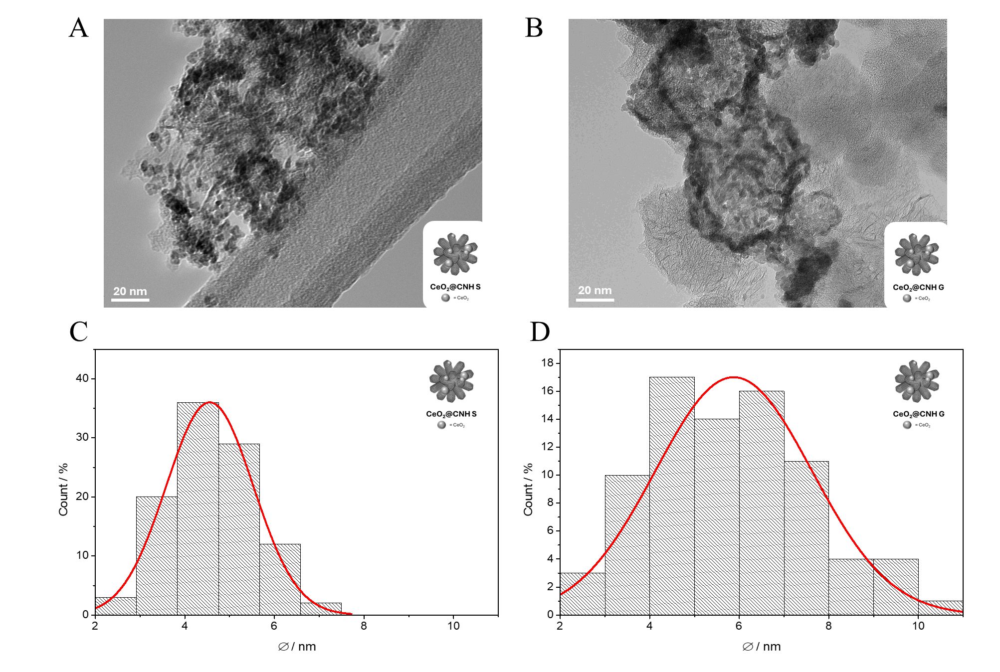 A
B
20 nm
CeO₂@CNH S
= CeO₂
20 nm
CeO₂@CNH G
= CeO₂
C
D
40
30
20
10
0
2
4
6
8
10
Count / %
∅ / nm
CeO₂@CNH S
= CeO₂
18
16
14
12
10
8
6
4
2
0
2
4
6
8
10
Count / %
∅ / nm
CeO₂@CNH G
= CeO₂